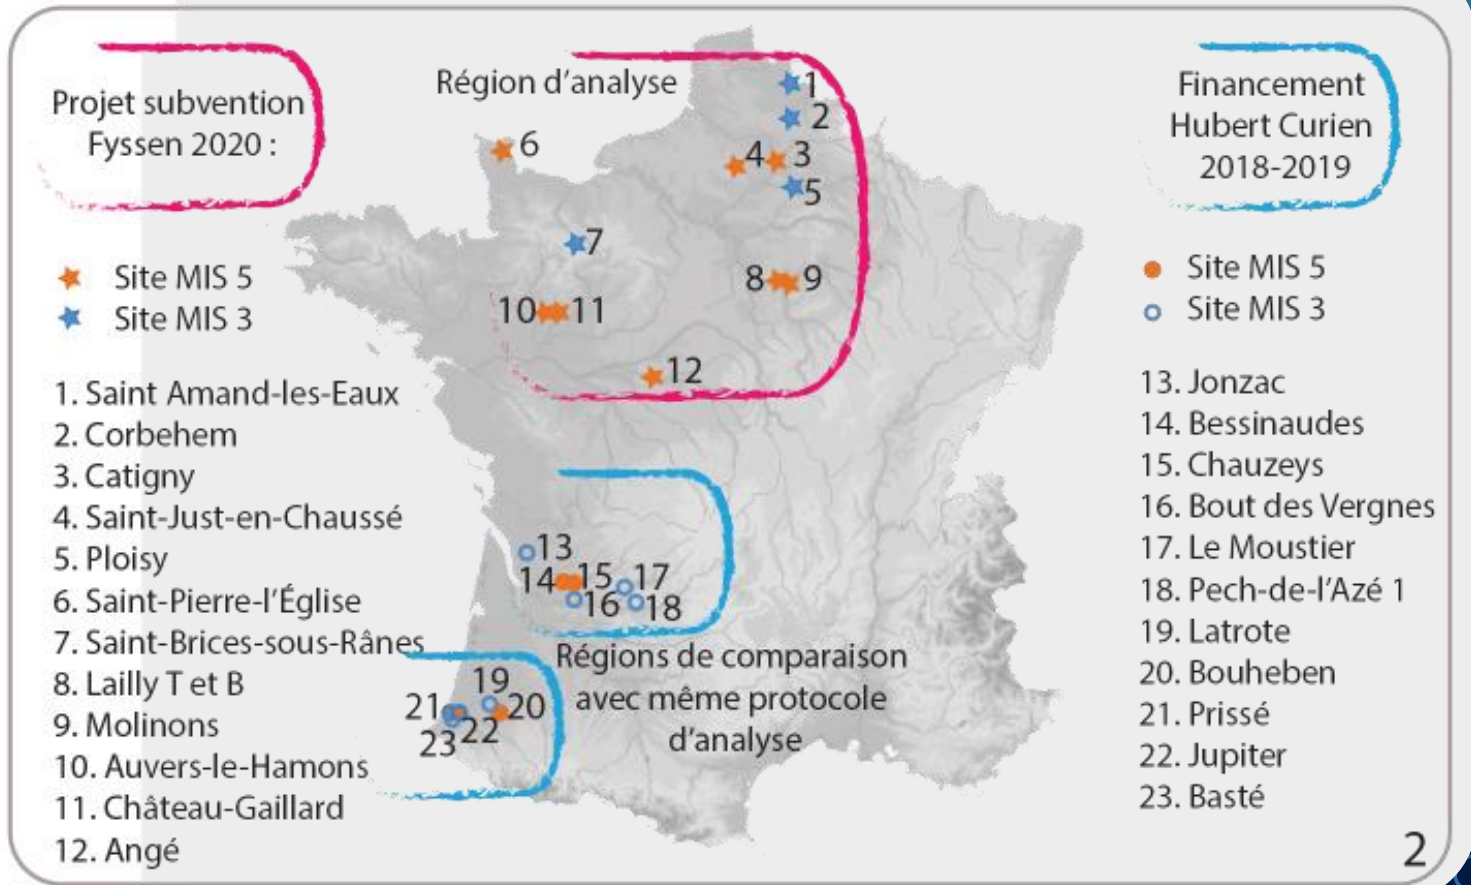 Projet subvention
Fyssen 2020 :
Site MIS 5
Site MIS 3
1. Saint Amand-les-Eaux
2. Corbehem
3. Catigny
4. Saint-Just-en-Chaussé
5. Ploisy
6. Saint-Pierre-l'Église
7. Saint-Brices-sous-Rânes
8. Lailly T et B
9. Molinons
10. Auvers-le-Hamons
11. Château-Gaillard
12. Angé
Région d'analyse
1
2
3
4
5
6
7
8
9
10
11
12
13
14
15
16
17
18
Régions de comparaison
avec même protocole
d'analyse
19
20
21
22
23
Financement
Hubert Curien
2018-2019
Site MIS 5
Site MIS 3
13. Jonzac
14. Bessinaudes
15. Chauzeys
16. Bout des Vergnes
17. Le Moustier
18. Pech-de-l'Azé 1
19. Latrote
20. Bouheben
21. Prissé
22. Jupiter
23. Basté
2